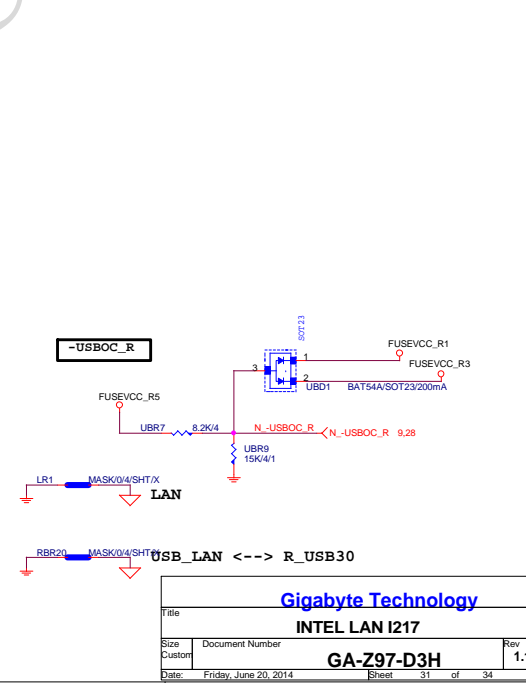 SOT23
-USBOC_R
FUSEVCC_R1
1
3
FUSEVCC_R3
2
UBD1 BAT54A/SOT23/200mA
FUSEVCC_R5
UBR7 8.2K/4 N_-USBOC_R N_-USBOC_R 9,28
UBR9
15K/4/1
LR1 MASK/0/4/SHT/X
LAN
RBR20 MASK/0/4/SHT/X
USB_LAN <--> R_USB30
Gigabyte Technology
Title
INTEL LAN I217
Size Document Number Rev
Custom
GA-Z97-D3H
Date: Friday, June 20, 2014 Sheet 31 of 34